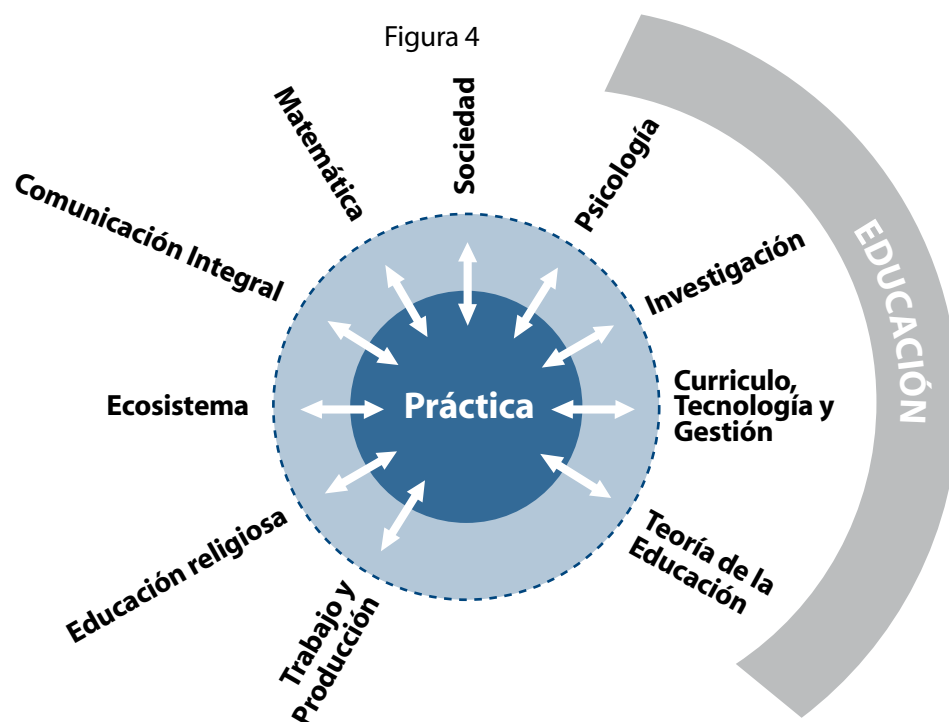 Figura 4
Sociedad
Matemática
Comunicación Integral
Ecosistema
Educación religiosa
Trabajo y
Producción
Psicología
Investigación
Curriculo,
Tecnología y
Gestión
Teoría de la
Educación
Práctica
EDUCACIÓN